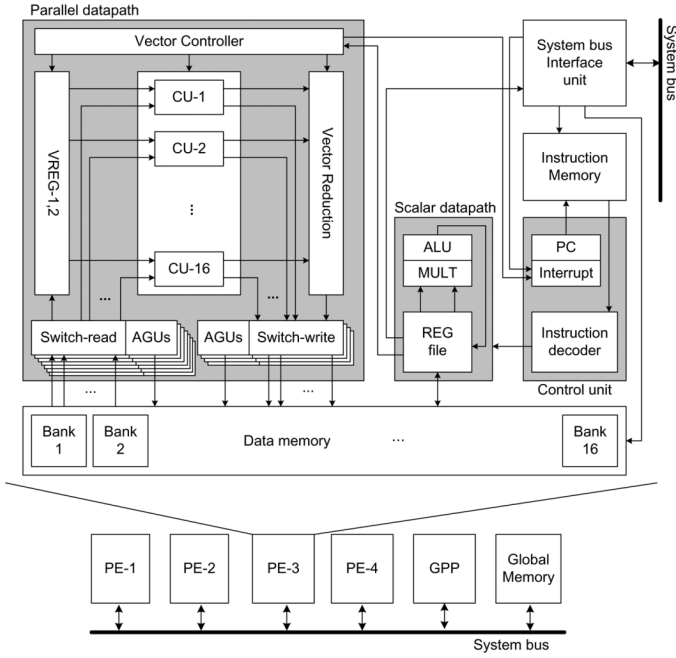 Parallel datapath
Vector Controller
VREG-1,2
CU-1
CU-2
...
CU-16
Vector Reduction
...
...
Switch-read
AGUs
AGUs
Switch-write
...
...
System bus
Interface
unit
System bus
Instruction
Memory
Scalar datapath
ALU
MULT
REG
file
PC
Interrupt
Instruction
decoder
Control unit
Bank
1
Bank
2
Data memory
...
Bank
16
PE-1
PE-2
PE-3
PE-4
GPP
Global
Memory
System bus